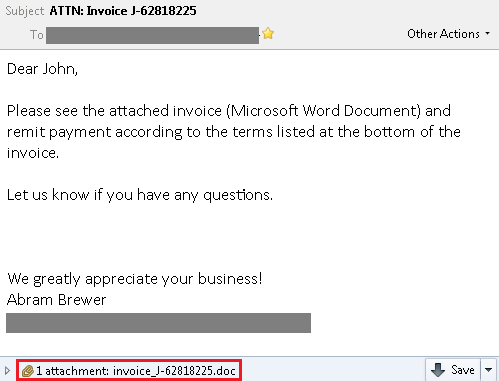 Subject ATTN: Invoice J-62818225
To
Other Actions
Dear John,
Please see the attached invoice (Microsoft Word Document) and
remit payment according to the terms listed at the bottom of the
invoice.
Let us know if you have any questions.
We greatly appreciate your business!
Abram Brewer
1 attachment: invoice_J-62818225.doc
Save